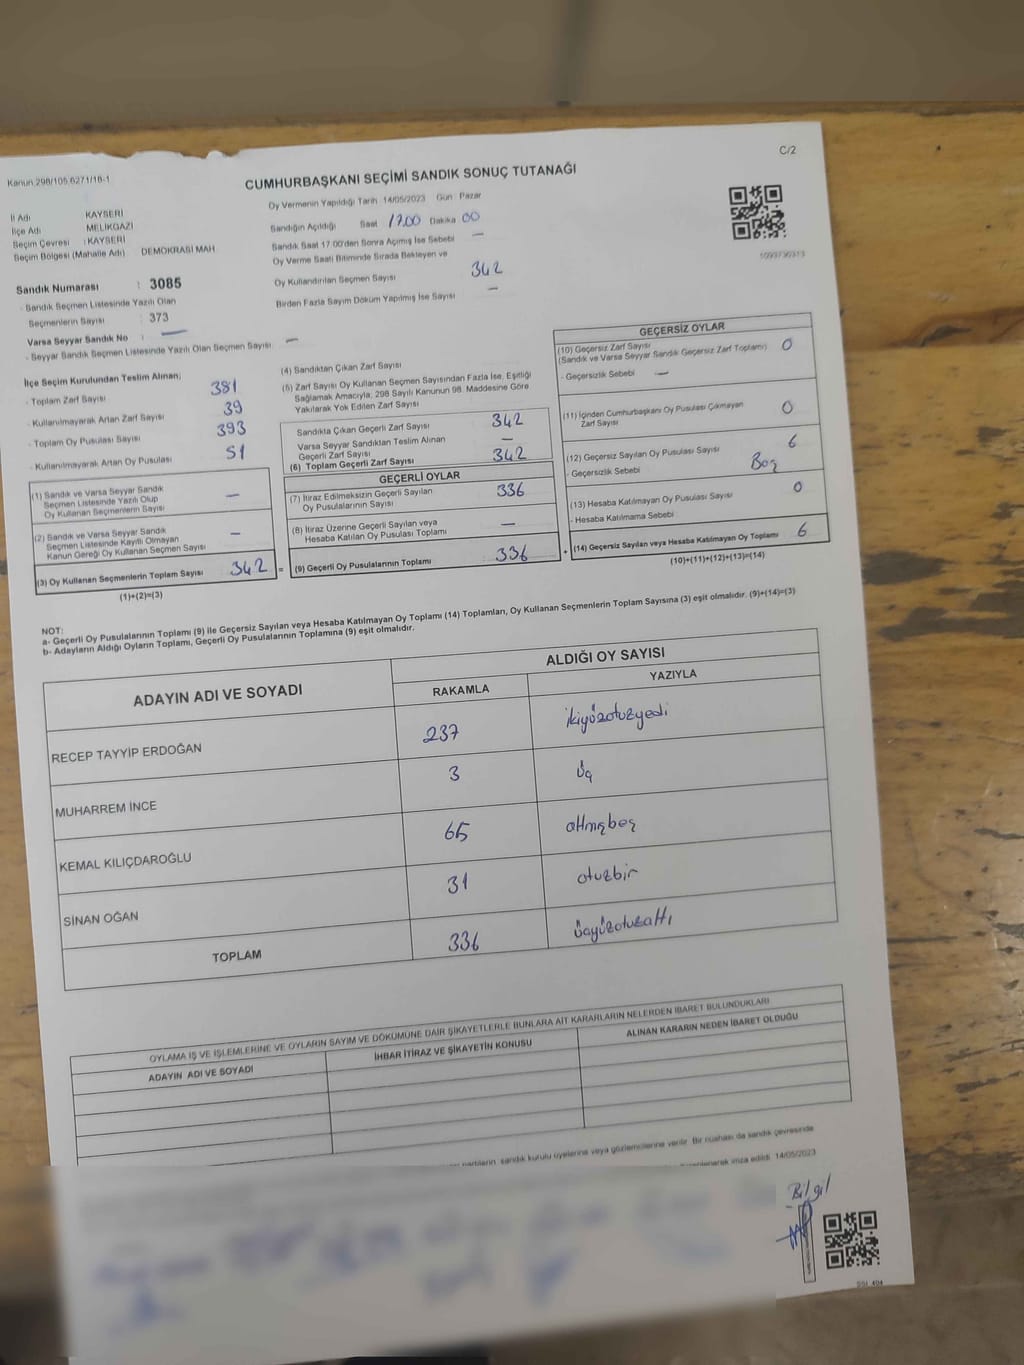 C/2
Kanun 298/105,6271/18-1
CUMHURBAŞKANI SEÇİMİ SANDIK SONUÇ TUTANAĞI
Oy Vermenin Yapıldığı Tarih 14/05/2023 Gün Pazar
İl Adı KAYSERİ
İlçe Adı MELİKGAZİ
Seçim Çevresi : KAYSERİ
Seçim Bölgesi (Mahalle Adı) DEMOKRASİ MAH.
Sandığın Açıldığı Saat 17.00 Dakika 00
Sandık Saat 17.00'den Sonra Açılmış İse Sebebi —
Oy Verme Saati Bitiminde Sırada Bekleyen ve
Oy Kullandırılan Seçmen Sayısı 342
Birden Fazla Sayım Döküm Yapılmış İse Sayısı —
Sandık Numarası : 3085
- Sandık Seçmen Listesinde Yazılı Olan
Seçmenlerin Sayısı : 373
Varsa Seyyar Sandık No : —
- Seyyar Sandık Seçmen Listesinde Yazılı Olan Seçmen Sayısı —
İlçe Seçim Kurulundan Teslim Alınan;
- Toplam Zarf Sayısı 381
- Kullanılmayarak Artan Zarf Sayısı 39
- Toplam Oy Pusulası Sayısı 393
- Kullanılmayarak Artan Oy Pusulası 51
(1) Sandık ve Varsa Seyyar Sandık
Seçmen Listesinde Yazılı Olup
Oy Kullanan Seçmenlerin Sayısı —
(2) Sandık ve Varsa Seyyar Sandık
Seçmen Listesinde Kayıtlı Olmayan
Kanun Gereği Oy Kullanan Seçmen Sayısı —
(3) Oy Kullanan Seçmenlerin Toplam Sayısı 342 =
(1)+(2)=(3)
(4) Sandıktan Çıkan Zarf Sayısı
(5) Zarf Sayısı Oy Kullanan Seçmen Sayısından Fazla İse, Eşitliği
Sağlamak Amacıyla, 298 Sayılı Kanunun 98. Maddesine Göre
Yakılarak Yok Edilen Zarf Sayısı
Sandıkta Çıkan Geçerli Zarf Sayısı 342
Varsa Seyyar Sandıktan Teslim Alınan
Geçerli Zarf Sayısı —
(6) Toplam Geçerli Zarf Sayısı 342
GEÇERLİ OYLAR
(7) İtiraz Edilmeksizin Geçerli Sayılan
Oy Pusulalarının Sayısı 336
(8) İtiraz Üzerine Geçerli Sayılan veya
Hesaba Katılan Oy Pusulası Toplamı —
(9) Geçerli Oy Pusulalarının Toplamı 336 +
GEÇERSİZ OYLAR
(10) Geçersiz Zarf Sayısı
(Sandık ve Varsa Seyyar Sandık Geçersiz Zarf Toplamı) 0
- Geçersizlik Sebebi —
(11) İçinden Cumhurbaşkanı Oy Pusulası Çıkmayan
Zarf Sayısı 0
(12) Geçersiz Sayılan Oy Pusulası Sayısı 6
- Geçersizlik Sebebi Boş
(13) Hesaba Katılmayan Oy Pusulası Sayısı 0
- Hesaba Katılmama Sebebi
(14) Geçersiz Sayılan veya Hesaba Katılmayan Oy Toplamı 6
(10)+(11)+(12)+(13)=(14)
NOT:
a- Geçerli Oy Pusulalarının Toplamı (9) ile Geçersiz Sayılan veya Hesaba Katılmayan Oy Toplamı (14) Toplamları, Oy Kullanan Seçmenlerin Toplam Sayısına (3) eşit olmalıdır. (9)+(14)=(3)
b- Adayların Aldığı Oyların Toplamı, Geçerli Oy Pusulalarının Toplamına (9) eşit olmalıdır.
ADAYIN ADI VE SOYADI
ALDIĞI OY SAYISI
RAKAMLA YAZIYLA
RECEP TAYYİP ERDOĞAN 237 ikiyüzotuzyedi
MUHARREM İNCE 3 üç
KEMAL KILIÇDAROĞLU 65 altmışbeş
SİNAN OĞAN 31 otuzbir
TOPLAM 336 üçyüzotuzaltı
OYLAMA İŞ VE İŞLEMLERİNE VE OYLARIN SAYIM VE DÖKÜMÜNE DAİR ŞİKAYETLERLE BUNLARA AİT KARARLARIN NELERDEN İBARET BULUNDUKLARI
ADAYIN ADI VE SOYADI İHBAR İTİRAZ VE ŞİKAYETİN KONUSU ALINAN KARARIN NEDEN İBARET OLDUĞU
partilerin sandık kurulu üyelerine veya gözlemcilerine verilir. Bir nüshası da sandık çevresinde
imza edildi. 14/05/2023